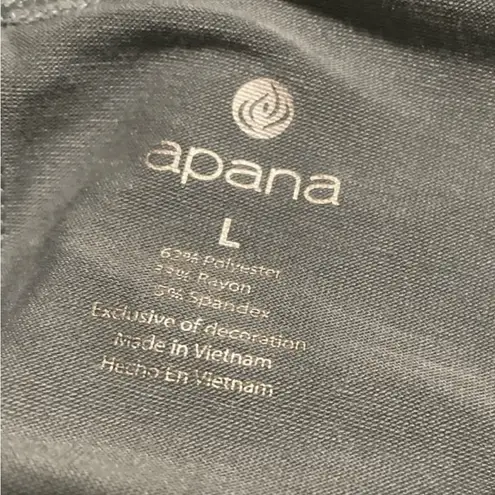 apana
L
62% Polyester
33% Rayon
5% Spandex
Exclusive of decoration
Made in Vietnam
Hecho En Vietnam